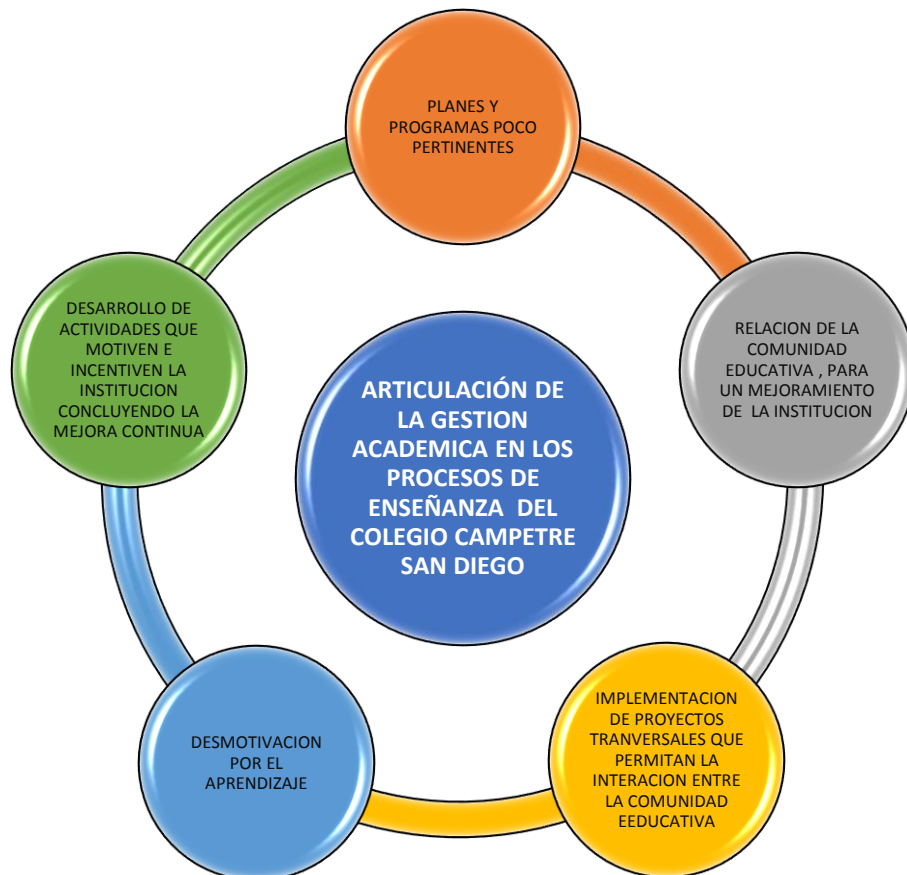 PLANES Y
PROGRAMAS POCO
PERTINENTES
RELACION DE LA
COMUNIDAD
EDUCATIVA , PARA
UN MEJORAMIENTO
DE LA INSTITUCION
IMPLEMENTACION
DE PROYECTOS
TRANVERSALES QUE
PERMITAN LA
INTERACION ENTRE
LA COMUNIDAD
EEDUCATIVA
DESMOTIVACION
POR EL
APRENDIZAJE
DESARROLLO DE
ACTIVIDADES QUE
MOTIVEN E
INCENTIVEN LA
INSTITUCION
CONCLUYENDO LA
MEJORA CONTINUA
ARTICULACIÓN DE
LA GESTION
ACADEMICA EN LOS
PROCESOS DE
ENSEÑANZA DEL
COLEGIO CAMPETRE
SAN DIEGO